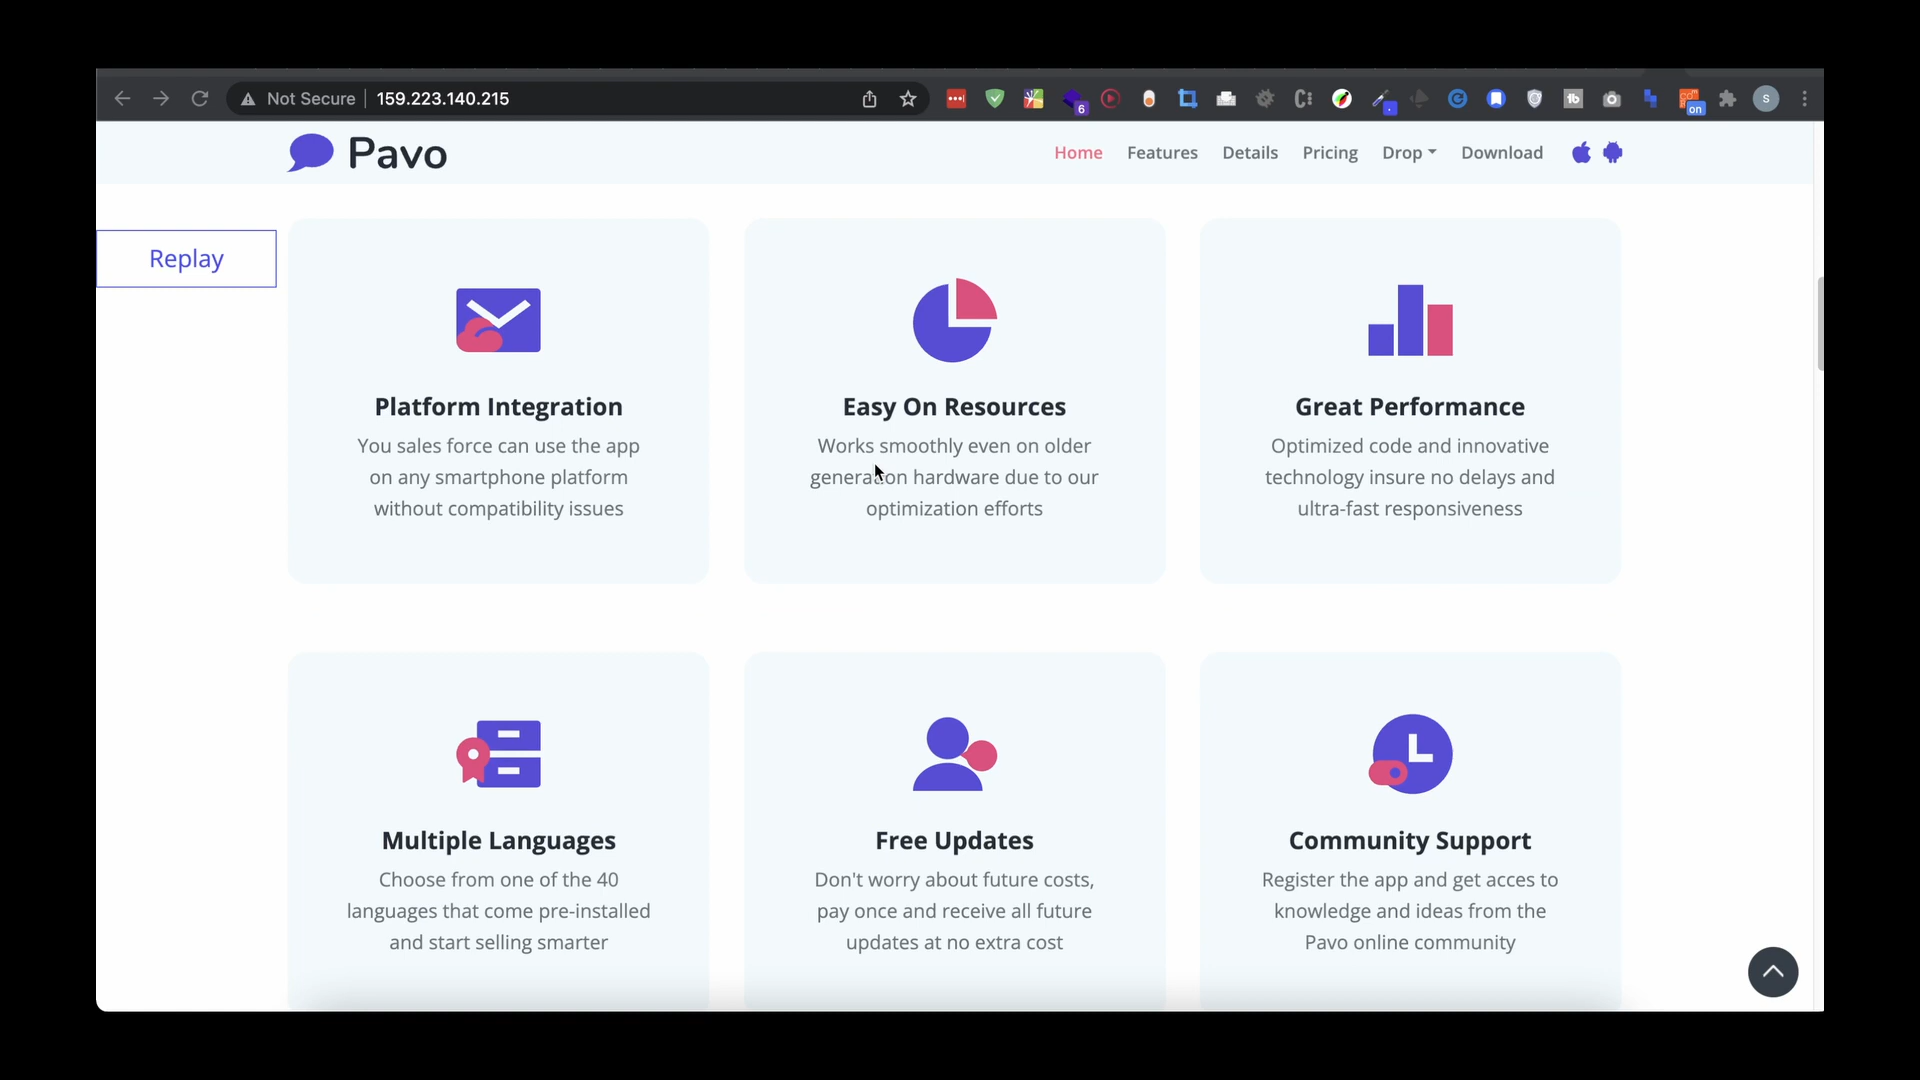 Not Secure 159.223.140.215
6
on
S
Pavo
Home Features Details Pricing Drop Download
Replay
Platform Integration
You sales force can use the app
on any smartphone platform
without compatibility issues
Easy On Resources
Works smoothly even on older
generation hardware due to our
optimization efforts
Great Performance
Optimized code and innovative
technology insure no delays and
ultra-fast responsiveness
Multiple Languages
Choose from one of the 40
languages that come pre-installed
and start selling smarter
Free Updates
Don't worry about future costs,
pay once and receive all future
updates at no extra cost
Community Support
Register the app and get acces to
knowledge and ideas from the
Pavo online community